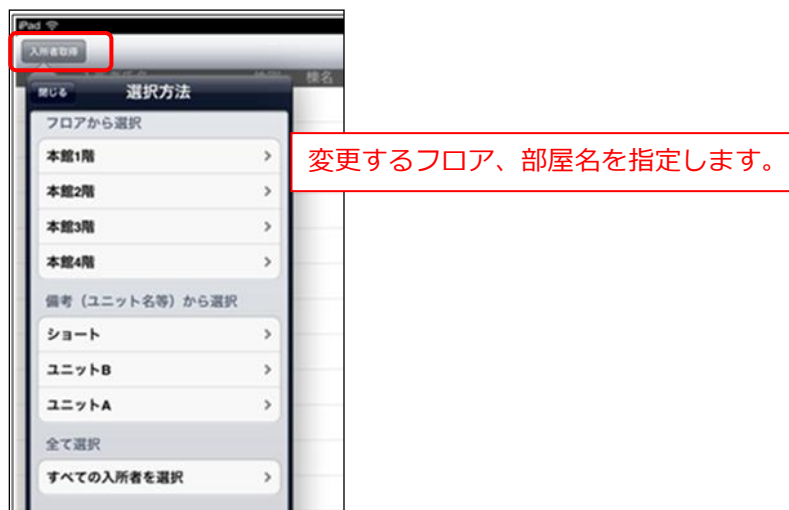 iPad
入所者取得
棟名
閉じる 選択方法
フロアから選択
本館1階
本館2階
本館3階
本館4階
備考（ユニット名等）から選択
ショート
ユニットB
ユニットA
全て選択
すべての入所者を選択
変更するフロア、部屋名を指定します。